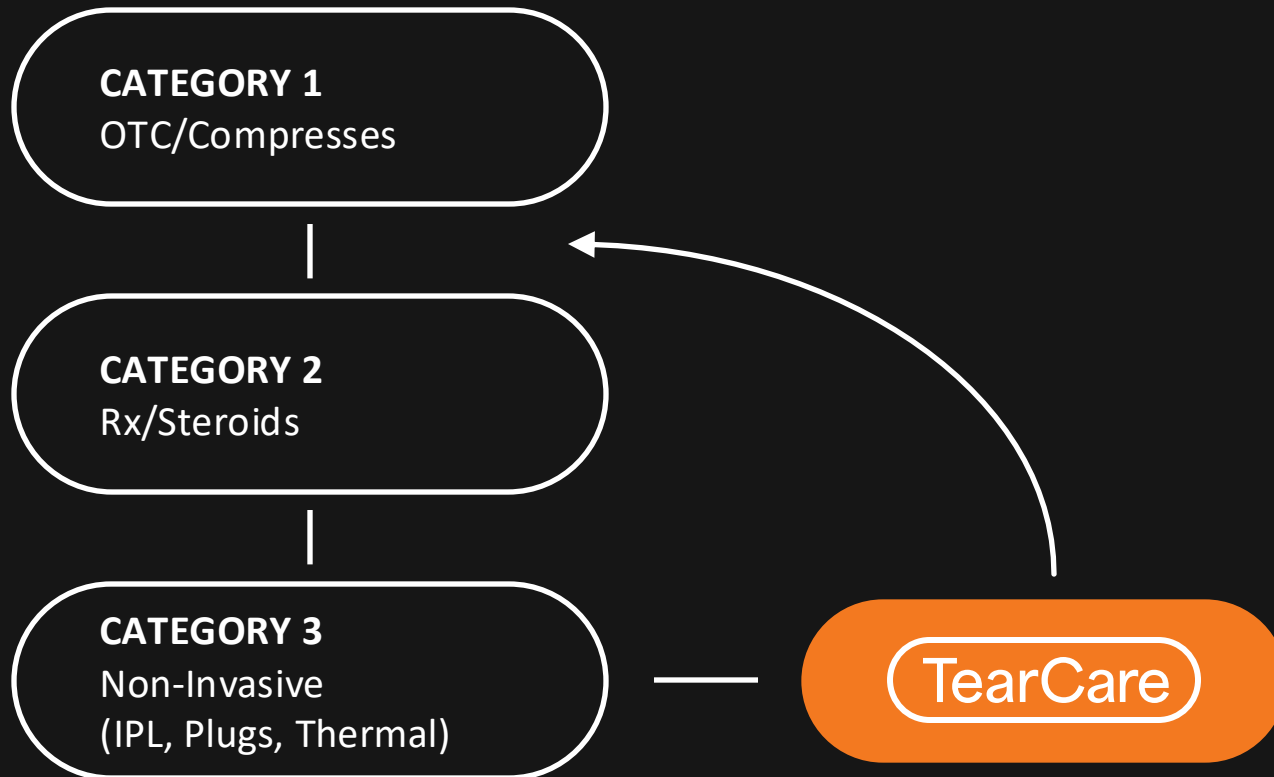 CATEGORY 1
OTC/Compresses
CATEGORY 2
Rx/Steroids
CATEGORY 3
Non-Invasive
(IPL, Plugs, Thermal)
TearCare